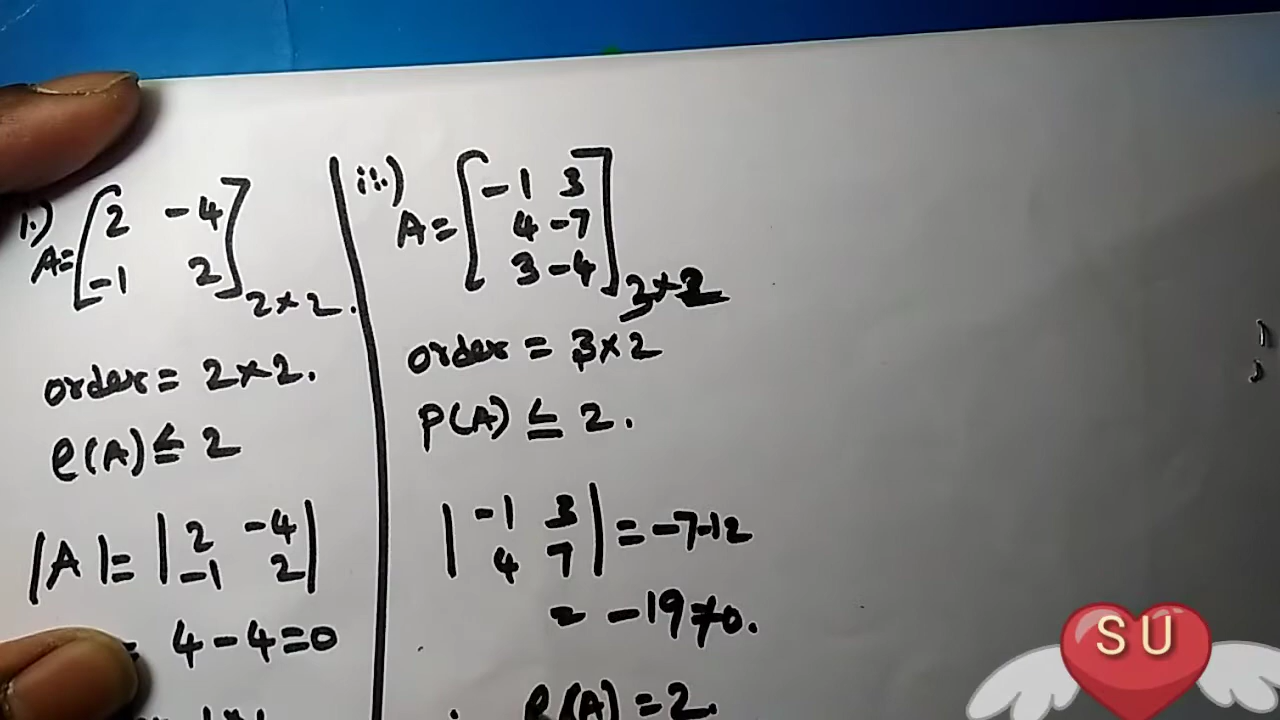 i.)
A = [ 2 -4
-1 2 ] 2×2.
order = 2×2.
ρ(A) ≤ 2
|A| = | 2 -4
-1 2 |
= 4 - 4 = 0
ii.)
A = [ -1 3
4 -7
3 -4 ] 3×2
order = 3×2
P(A) ≤ 2.
| -1 3
4 7 | = -7-12
= -19 ≠ 0.
ρ(A) = 2.
SU